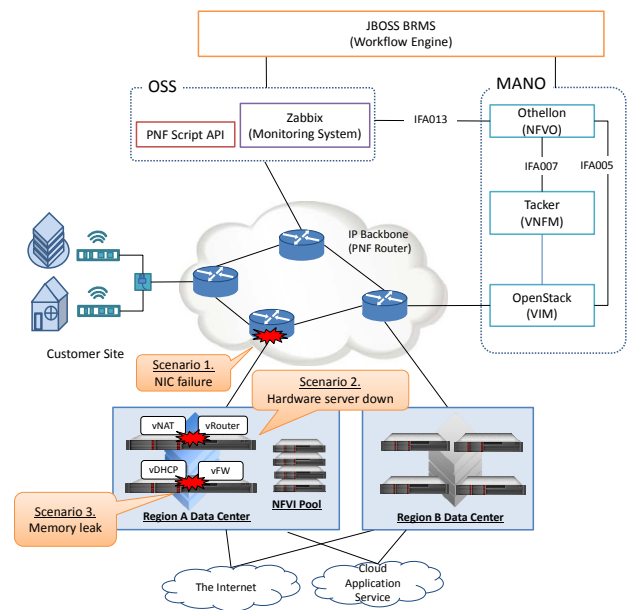 JBOSS BRMS
(Workflow Engine)
OSS
MANO
PNF Script API
Zabbix
(Monitoring System)
IFA013
Othellon
(NFVO)
IFA007
IFA005
Tacker
(VNFM)
OpenStack
(VIM)
IP Backbone
(PNF Router)
Customer Site
Scenario 1.
NIC failure
Scenario 2.
Hardware server down
vNAT
vRouter
vDHCP
vFW
NFVI Pool
Scenario 3.
Memory leak
Region A Data Center
Region B Data Center
The Internet
Cloud
Application
Service